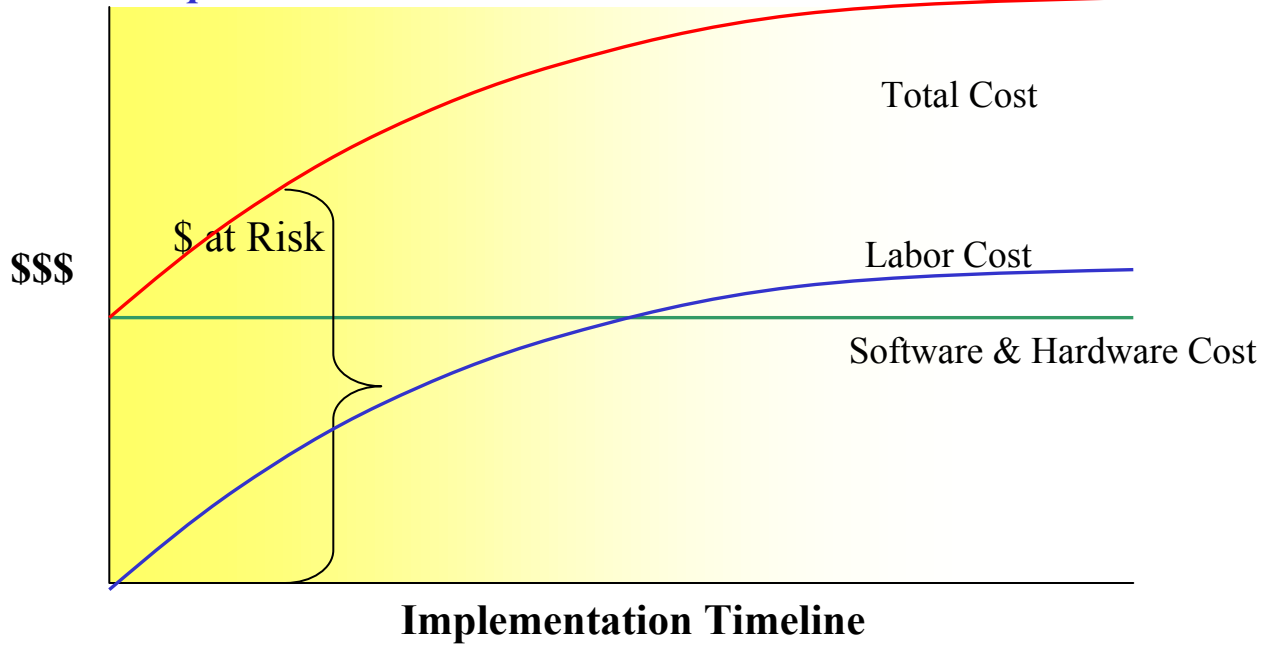 Total Cost
$ at Risk
$$$
Labor Cost
Software & Hardware Cost
Implementation Timeline